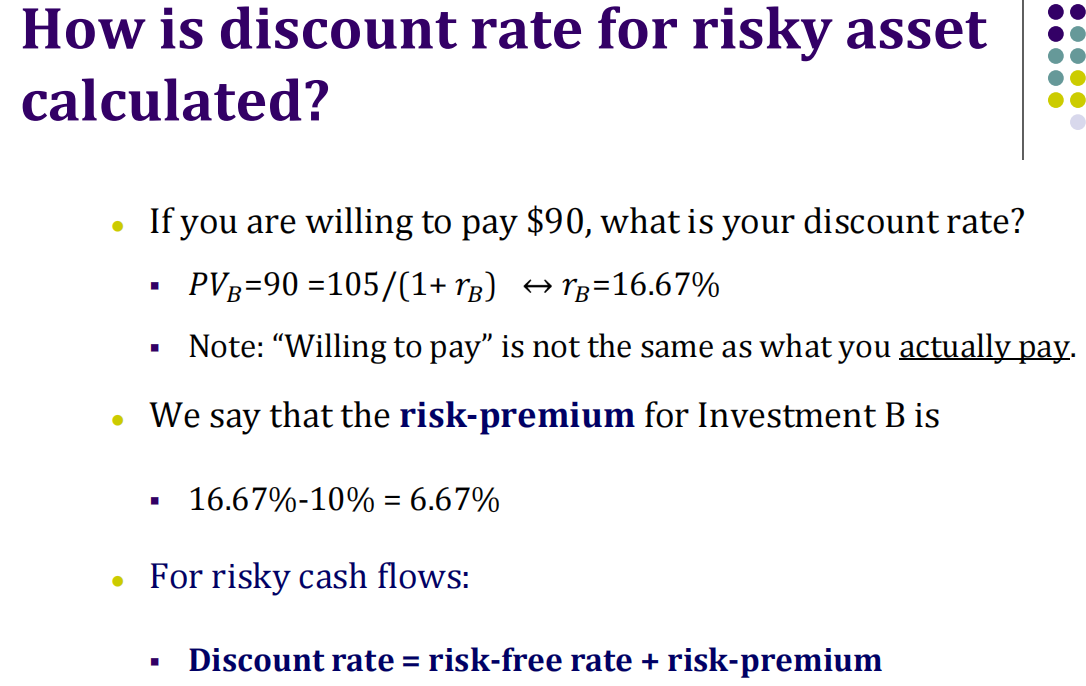 How is discount rate for risky asset
calculated?
• If you are willing to pay $90, what is your discount rate?
▪ PV_B=90 =105/(1+ r_B) ↔ r_B=16.67%
▪ Note: “Willing to pay” is not the same as what you actually pay.
• We say that the risk-premium for Investment B is
▪ 16.67%-10% = 6.67%
• For risky cash flows:
▪ Discount rate = risk-free rate + risk-premium